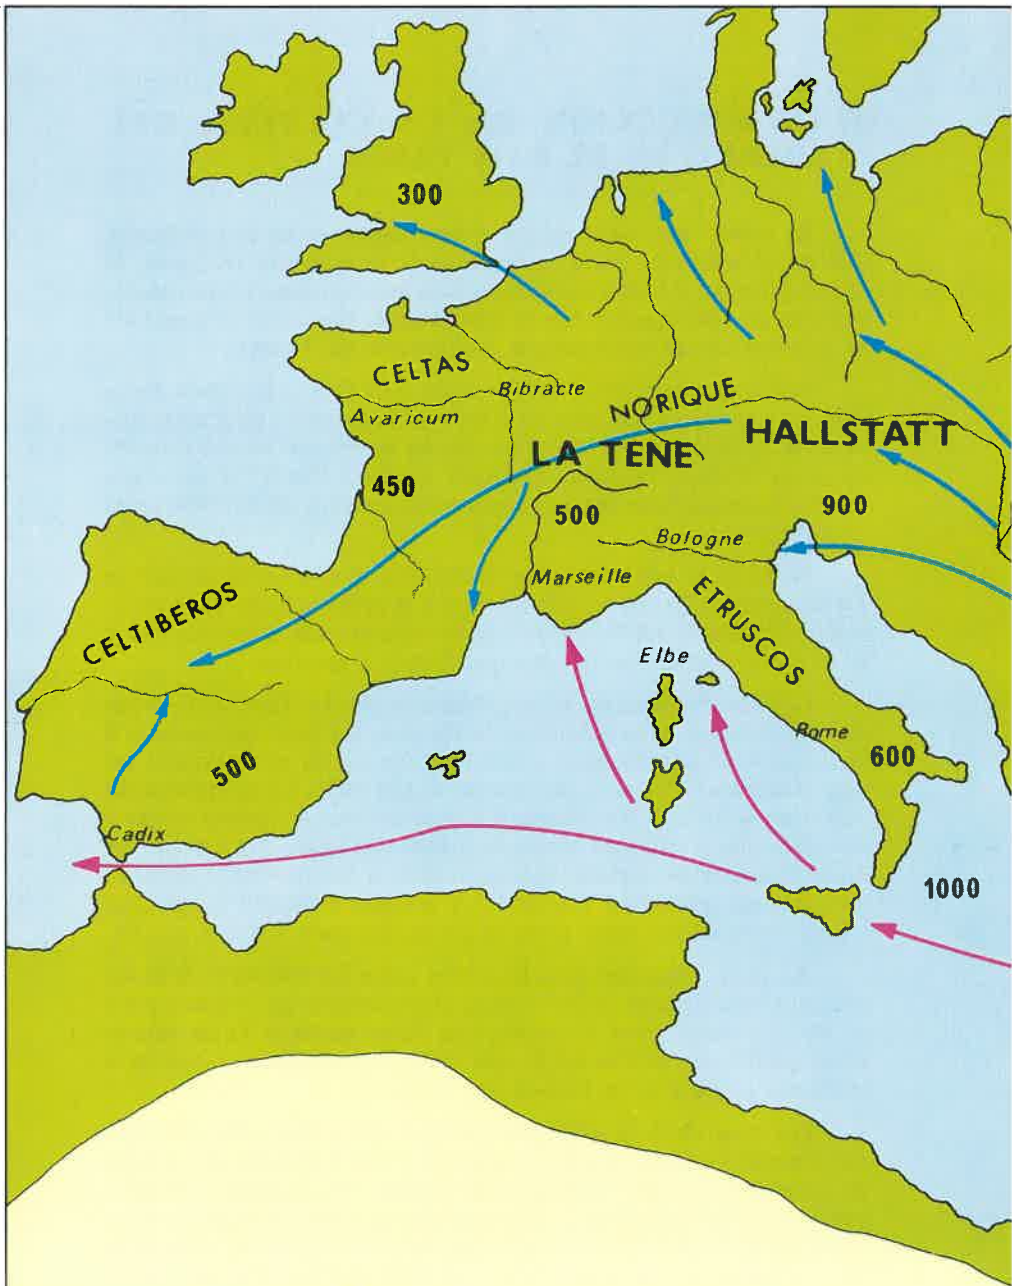 300
CELTAS
Bibracte
NORIQUE
Avaricum
HALLSTATT
LA TENE
450
500
900
Bologne
Marseille
CELTIBEROS
ETRUSCOS
Elbe
Rome
500
600
Cadix
1000